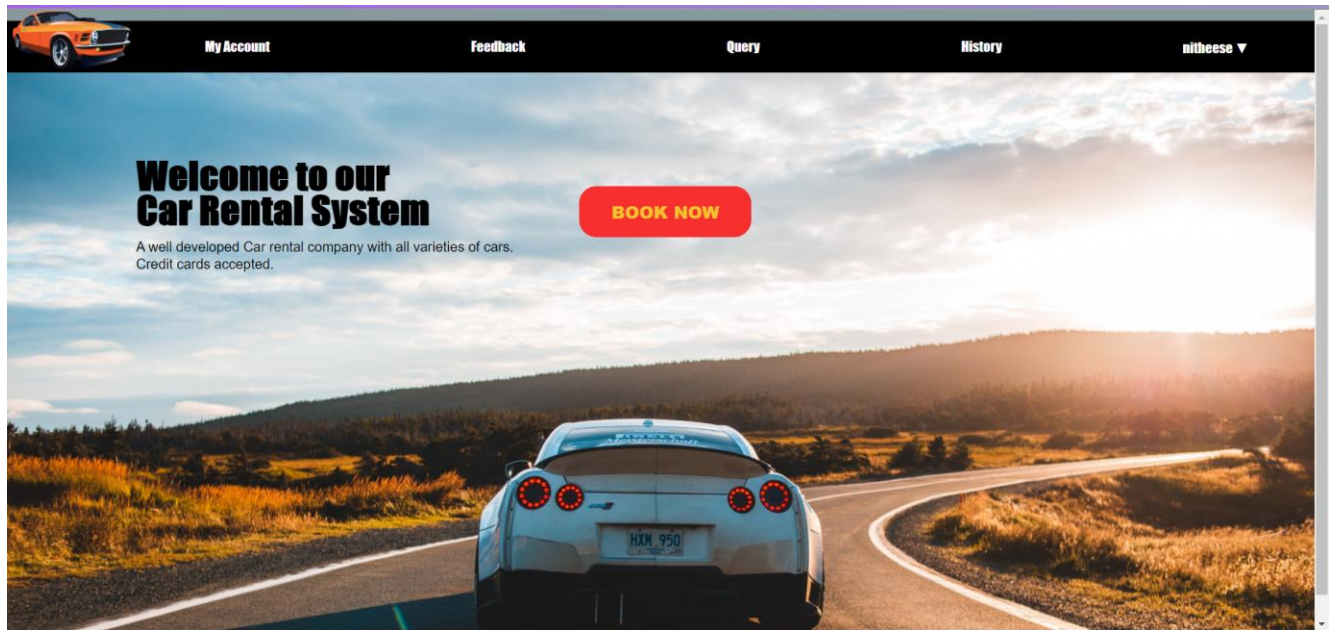 My Account
Feedback
Query
History
nitheese ▼
Welcome to our
Car Rental System
BOOK NOW
A well developed Car rental company with all varieties of cars.
Credit cards accepted.
HXM 950